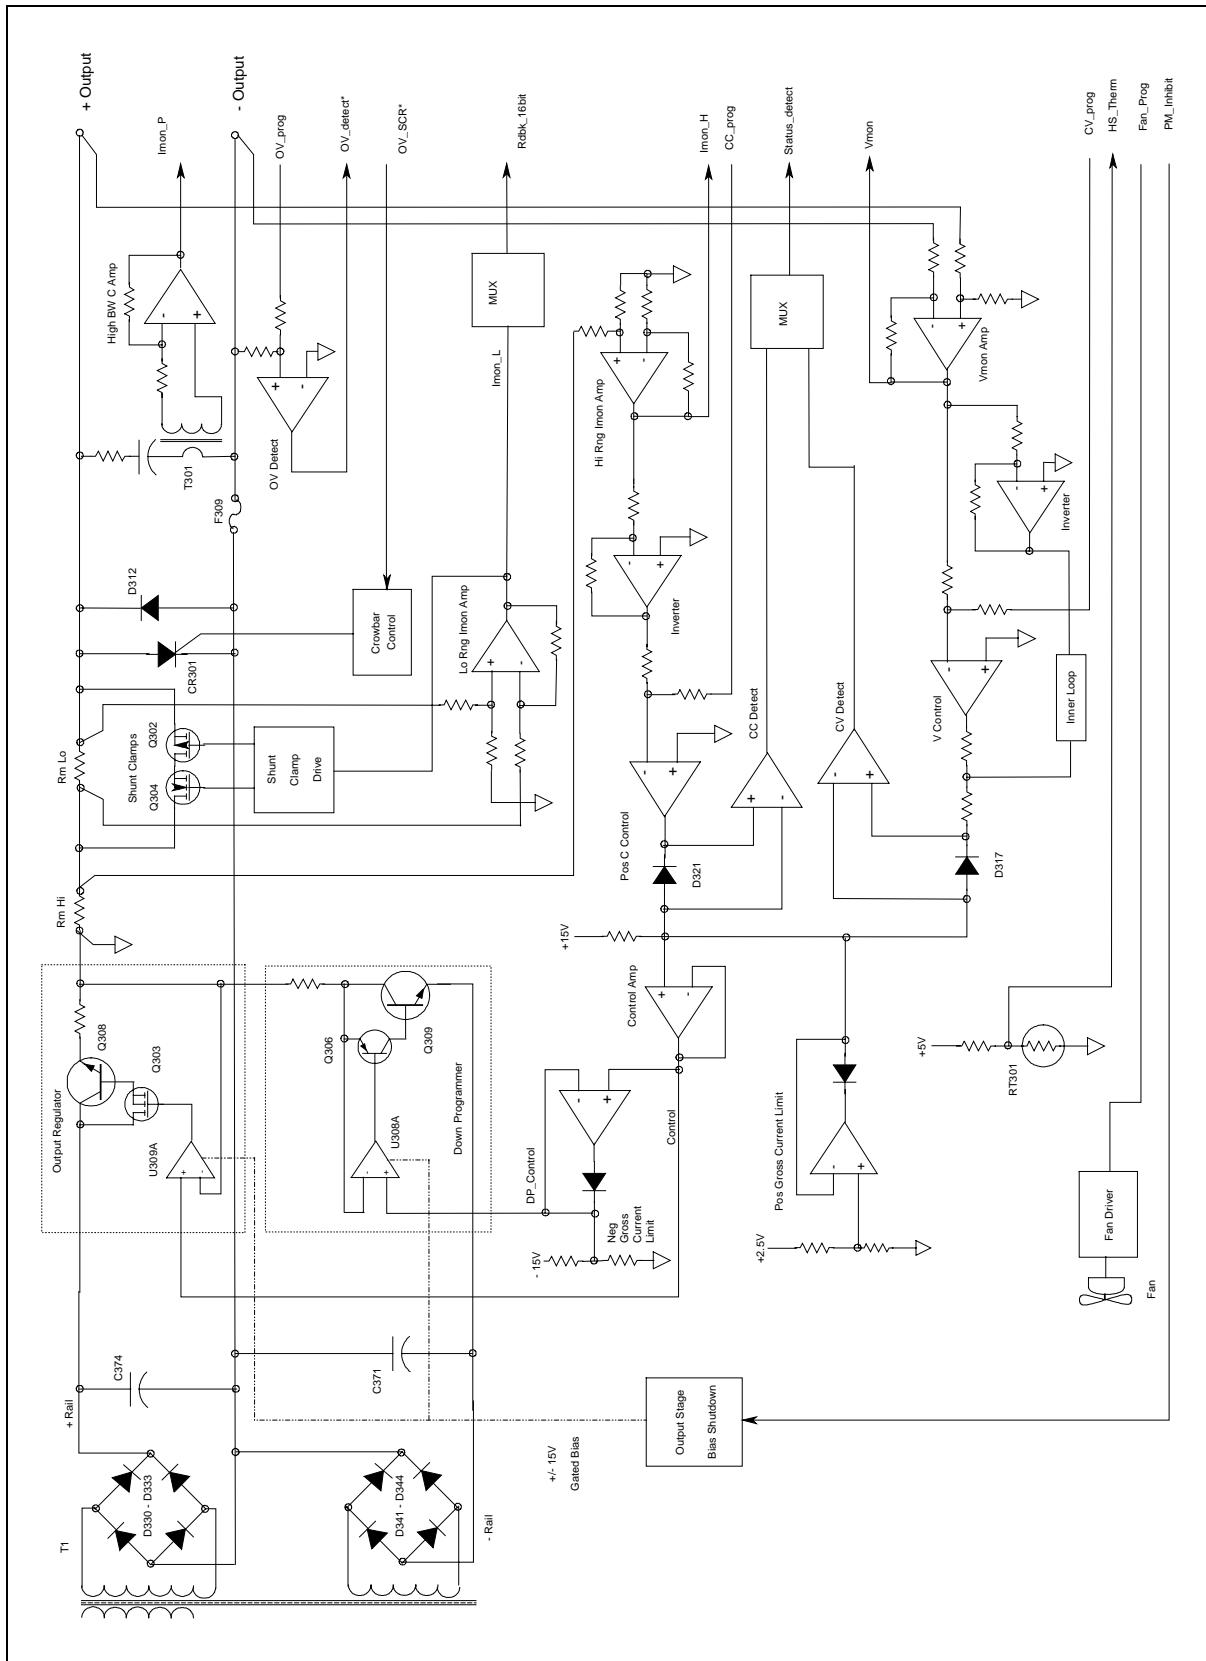 T1
D330 - D333
D341 - D344
+ Rail
- Rail
C374
C371
+/- 15V
Gated Bias
Output Stage
Bias Shutdown
Output Regulator
Q308
Q303
U309A
+
-
Q306
Q309
U308A
-
+
Down Programmer
DP_Control
- 15V
Neg
Gross
Current
Limit
-
+
Control
Control Amp
+
-
+15V
+2.5V
Pos Gross Current Limit
-
+
Fan
Fan Driver
+5V
RT301
Rm Hi
Rm Lo
Shunt Clamps
Q304
Q302
Shunt
Clamp
Drive
CR301
D312
Crowbar
Control
F309
T301
High BW C Amp
-
+
OV Detect
+
-
Lo Rng Imon Amp
+
-
Imon_L
MUX
Hi Rng Imon Amp
+
-
Inverter
-
+
Pos C Control
-
+
D321
CC Detect
+
-
CV Detect
-
+
MUX
D317
V Control
-
+
Inner Loop
Inverter
-
+
Vmon Amp
-
+
+ Output
Imon_P
- Output
OV_prog
OV_detect*
OV_SCR*
Rdbk_16bit
Imon_H
CC_prog
Status_detect
Vmon
CV_prog
HS_Therm
Fan_Prog
PM_Inhibit